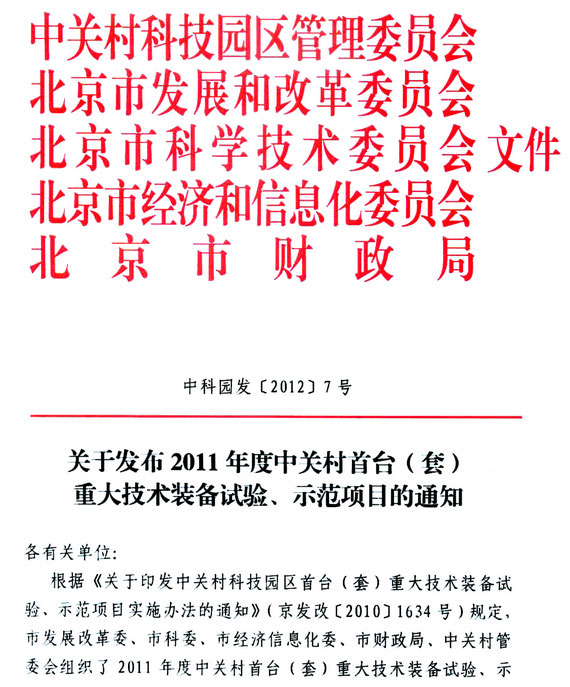 中关村科技园区管理委员会
北京市发展和改革委员会
北京市科学技术委员会 文件
北京市经济和信息化委员会
北京市财政局
中科园发〔2012〕7号
关于发布2011年度中关村首台（套）
重大技术装备试验、示范项目的通知
各有关单位：
根据《关于印发中关村科技园区首台（套）重大技术装备试
验、示范项目实施办法的通知》（京发改〔2010〕1634号）规定，
市发展改革委、市科委、市经济信息化委、市财政局、中关村管
委会组织了2011年度中关村首台（套）重大技术装备试验、示